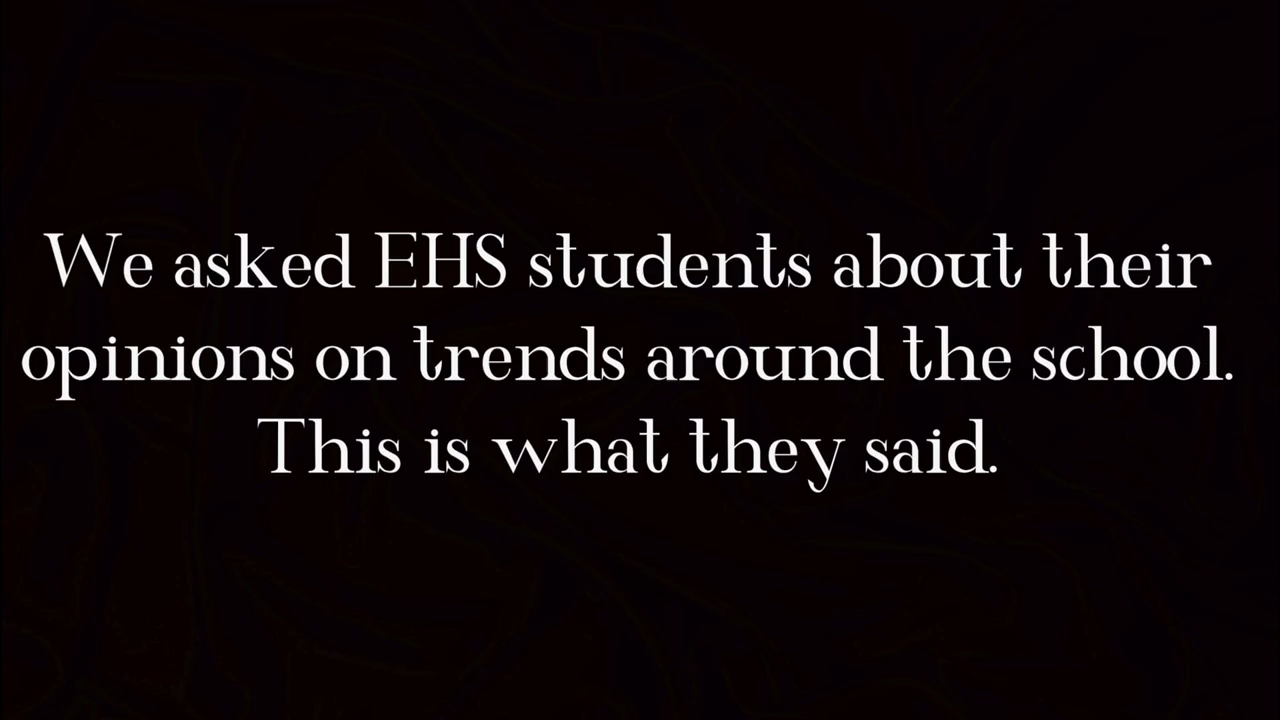 We asked EHS students about their
opinions on trends around the school.
This is what they said.